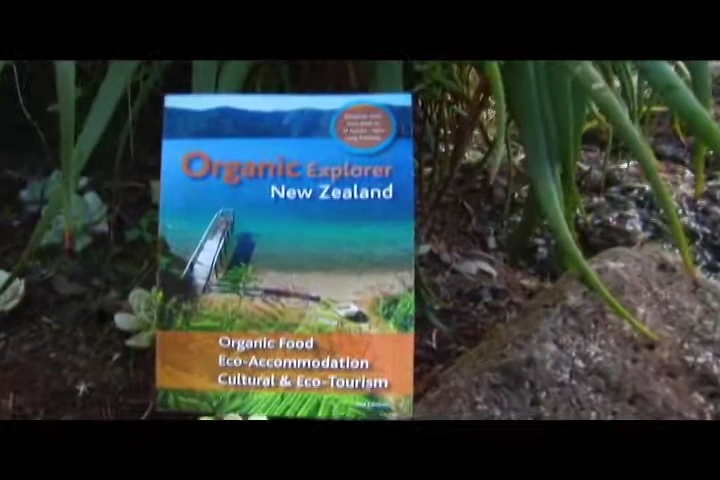 Organic Explorer
New Zealand
Organic Food
Eco-Accommodation
Cultural & Eco-Tourism